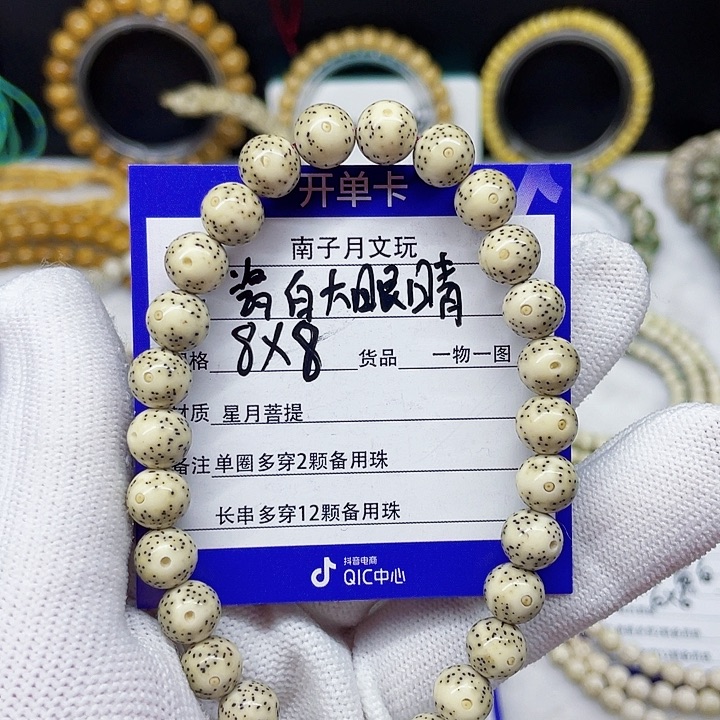 开单卡
南子月文玩
瓷白大眼睛
格 8X8 货品 一物一图
材质 星月菩提
备注 单圈多穿2颗备用珠
长串多穿12颗备用珠
抖音电商
QIC中心